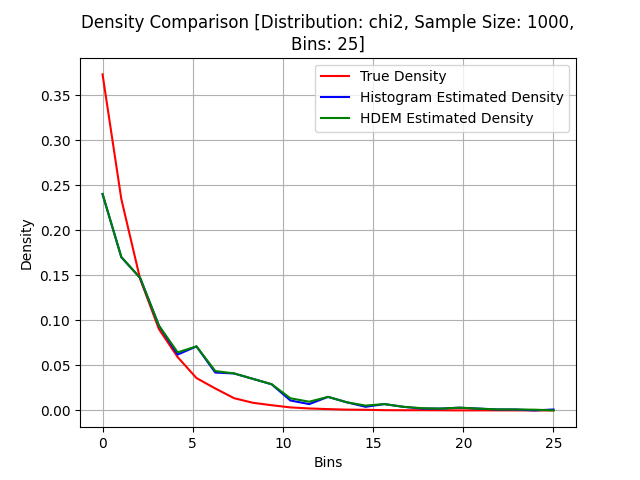 Density Comparison [Distribution: chi2, Sample Size: 1000,
Bins: 25]
True Density
Histogram Estimated Density
HDEM Estimated Density
Density
0.35
0.30
0.25
0.20
0.15
0.10
0.05
0.00
0
5
10
15
20
25
Bins